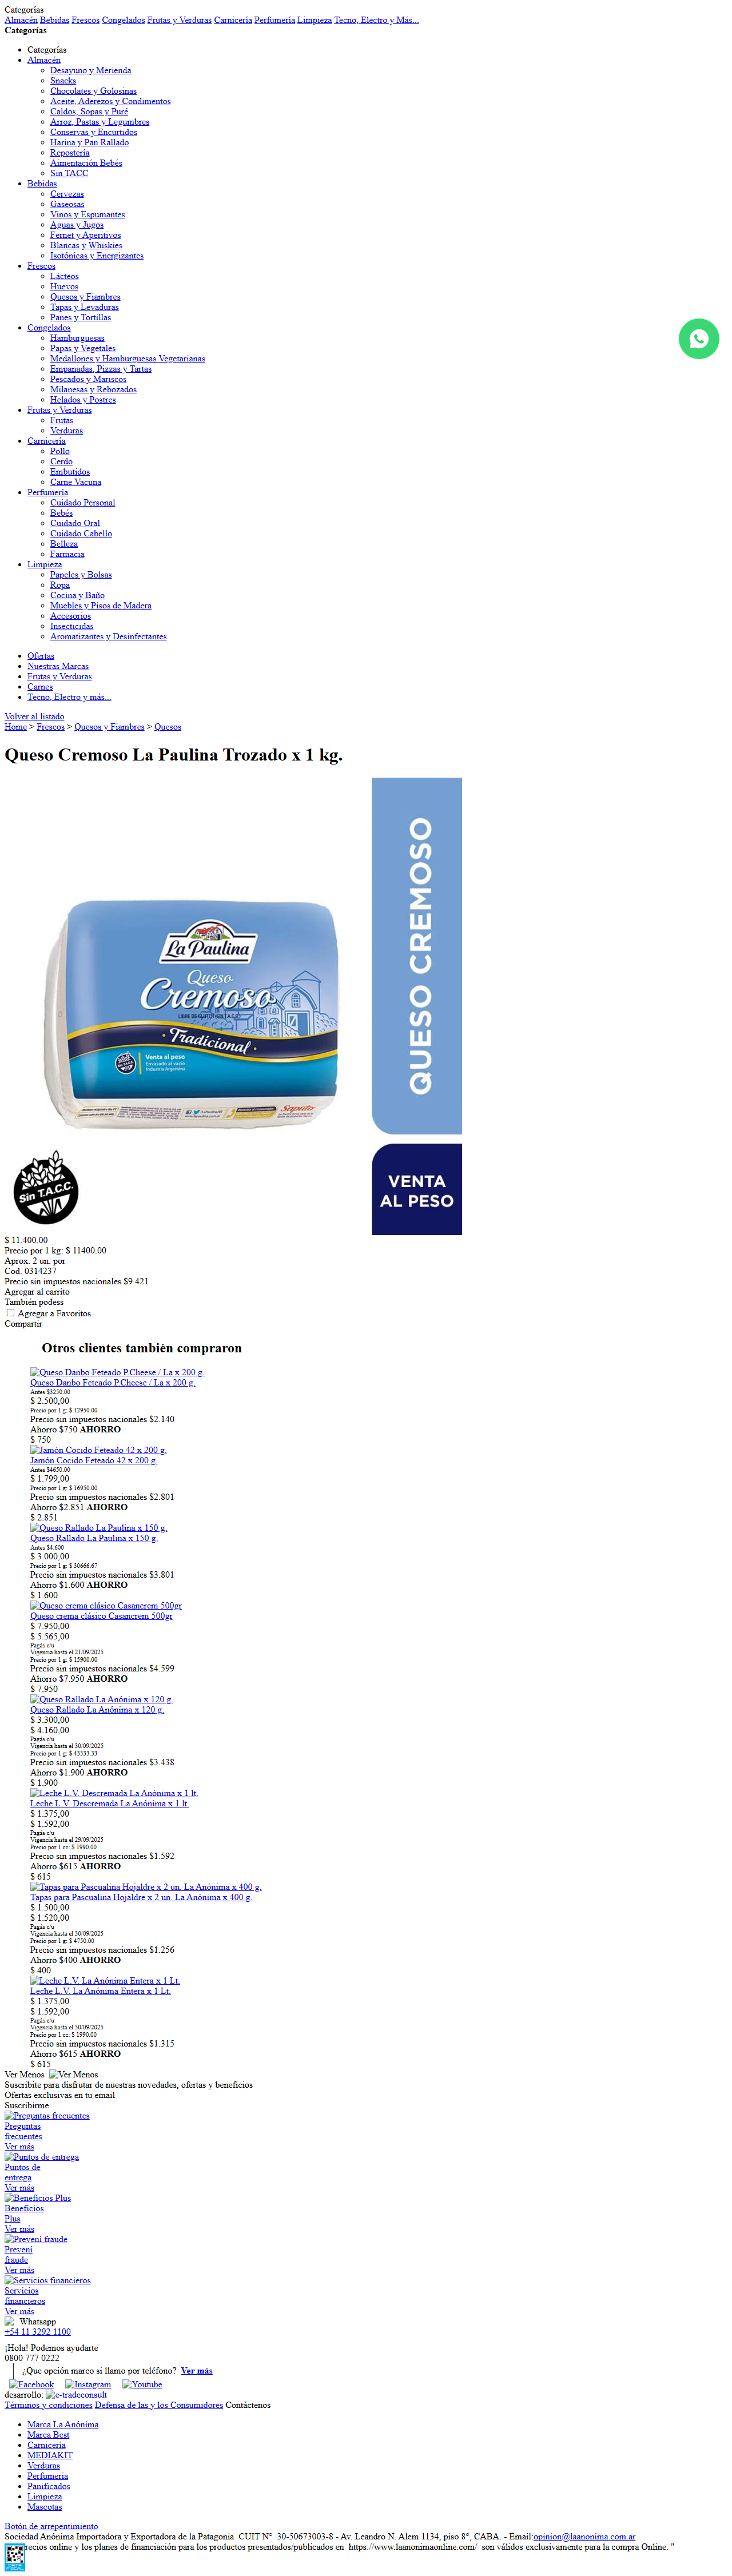 Categorías
Almacén Bebidas Frescos Congelados Frutas y Verduras Carnicería Perfumería Limpieza Tecno, Electro y Más...
Categorías
Categorías
Almacén
Desayuno y Merienda
Snacks
Chocolates y Golosinas
Aceite, Aderezos y Condimentos
Caldos, Sopas y Puré
Arroz, Pastas y Legumbres
Conservas y Encurtidos
Harina y Pan Rallado
Repostería
Aimentación Bebés
Sin TACC
Bebidas
Cervezas
Gaseosas
Vinos y Espumantes
Aguas y Jugos
Fernet y Aperitivos
Blancas y Whiskies
Isotónicas y Energizantes
Frescos
Lácteos
Huevos
Quesos y Fiambres
Tapas y Levaduras
Panes y Tortillas
Congelados
Hamburguesas
Papas y Vegetales
Medallones y Hamburguesas Vegetarianas
Empanadas, Pizzas y Tartas
Pescados y Mariscos
Milanesas y Rebozados
Helados y Postres
Frutas y Verduras
Frutas
Verduras
Carnicería
Pollo
Cerdo
Embutidos
Carne Vacuna
Perfumería
Cuidado Personal
Bebés
Cuidado Oral
Cuidado Cabello
Belleza
Farmacia
Limpieza
Papeles y Bolsas
Ropa
Cocina y Baño
Muebles y Pisos de Madera
Accesorios
Insecticidas
Aromatizantes y Desinfectantes
Ofertas
Nuestras Marcas
Frutas y Verduras
Carnes
Tecno, Electro y más...
Volver al listado
Home > Frescos > Quesos y Fiambres > Quesos
Queso Cremoso La Paulina Trozado x 1 kg.
QUESO CREMOSO
La Paulina
Queso
Cremoso
LIBRE DE GLUTEN SIN T.A.C.C.
Tradicional
Venta al peso
Envasado al vacío
Industria Argentina
Saputo
Sin T.A.C.C.
VENTA
AL PESO
$ 11.400,00
Precio por 1 kg: $ 11400.00
Aprox. 2 un. por
Cod. 0314237
Precio sin impuestos nacionales $9.421
Agregar al carrito
También podess
Agregar a Favoritos
Compartir
Otros clientes también compraron
Queso Danbo Feteado P.Cheese / La x 200 g.
Queso Danbo Feteado P.Cheese / La x 200 g.
Antes $3250.00
$ 2.500,00
Precio por 1 g: $ 12950.00
Precio sin impuestos nacionales $2.140
Ahorro $750 AHORRO
$ 750
Jamón Cocido Feteado 42 x 200 g.
Jamón Cocido Feteado 42 x 200 g.
Antes $4650.00
$ 1.799,00
Precio por 1 g: $ 16950.00
Precio sin impuestos nacionales $2.801
Ahorro $2.851 AHORRO
$ 2.851
Queso Rallado La Paulina x 150 g.
Queso Rallado La Paulina x 150 g.
Antes $4.600
$ 3.000,00
Precio por 1 g: $ 30666.67
Precio sin impuestos nacionales $3.801
Ahorro $1.600 AHORRO
$ 1.600
Queso crema clásico Casancrem 500gr
Queso crema clásico Casancrem 500gr
$ 7.950,00
$ 5.565,00
Pagás c/u
Vigencia hasta el 21/09/2025
Precio por 1 g: $ 15900.00
Precio sin impuestos nacionales $4.599
Ahorro $7.950 AHORRO
$ 7.950
Queso Rallado La Anónima x 120 g.
Queso Rallado La Anónima x 120 g.
$ 3.300,00
$ 4.160,00
Pagás c/u
Vigencia hasta el 30/09/2025
Precio por 1 g: $ 43333.33
Precio sin impuestos nacionales $3.438
Ahorro $1.900 AHORRO
$ 1.900
Leche L.V. Descremada La Anónima x 1 lt.
Leche L.V. Descremada La Anónima x 1 lt.
$ 1.375,00
$ 1.592,00
Pagás c/u
Vigencia hasta el 29/09/2025
Precio por 1 cc: $ 1990.00
Precio sin impuestos nacionales $1.592
Ahorro $615 AHORRO
$ 615
Tapas para Pascualina Hojaldre x 2 un. La Anónima x 400 g.
Tapas para Pascualina Hojaldre x 2 un. La Anónima x 400 g.
$ 1.500,00
$ 1.520,00
Pagás c/u
Vigencia hasta el 30/09/2025
Precio por 1 g: $ 4750.00
Precio sin impuestos nacionales $1.256
Ahorro $400 AHORRO
$ 400
Leche L.V. La Anónima Entera x 1 Lt.
Leche L.V. La Anónima Entera x 1 Lt.
$ 1.375,00
$ 1.592,00
Pagás c/u
Vigencia hasta el 30/09/2025
Precio por 1 cc: $ 1990.00
Precio sin impuestos nacionales $1.315
Ahorro $615 AHORRO
$ 615
Ver Menos Ver Menos
Suscribite para disfrutar de nuestras novedades, ofertas y beneficios
Ofertas exclusivas en tu email
Suscribirme
Preguntas frecuentes
Preguntas
frecuentes
Ver más
Puntos de entrega
Puntos de
entrega
Ver más
Beneficios Plus
Beneficios
Plus
Ver más
Prevení fraude
Prevení
fraude
Ver más
Servicios financieros
Servicios
financieros
Ver más
Whatsapp
+54 11 3292 1100
¡Hola! Podemos ayudarte
0800 777 0222
¿Que opción marco si llamo por teléfono? Ver más
Facebook Instagram Youtube
desarrollo: e-tradeconsult
Términos y condiciones Defensa de las y los Consumidores Contáctenos
Marca La Anónima
Marca Best
Carnicería
MEDIAKIT
Verduras
Perfumeria
Panificados
Limpieza
Mascotas
Botón de arrepentimiento
Sociedad Anónima Importadora y Exportadora de la Patagonia CUIT N° 30-50673003-8 - Av. Leandro N. Alem 1134, piso 8°, CABA. - Email:opinion@laanonima.com.ar
recios online y los planes de financiación para los productos presentados/publicados en https://www.laanonimaonline.com/ són válidos exclusivamente para la compra Online. "